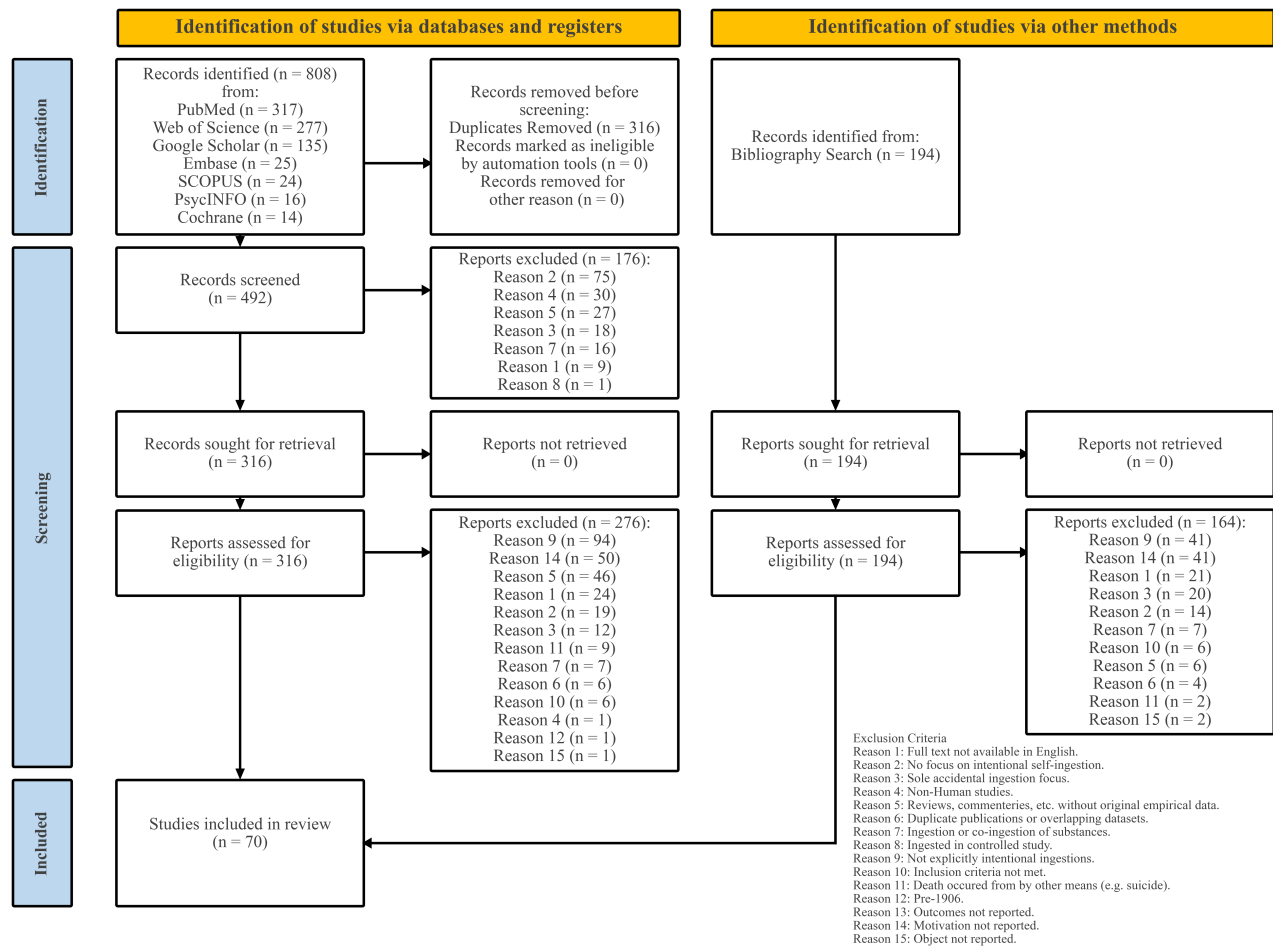 Identification of studies via databases and registers
Identification of studies via other methods
Identification
Records identified (n = 808)
from:
PubMed (n = 317)
Web of Science (n = 277)
Google Scholar (n = 135)
Embase (n = 25)
SCOPUS (n = 24)
PsycINFO (n = 16)
Cochrane (n = 14)
Records removed before
screening:
Duplicates Removed (n = 316)
Records marked as ineligible
by automation tools (n = 0)
Records removed for
other reason (n = 0)
Records identified from:
Bibliography Search (n = 194)
Screening
Records screened
(n = 492)
Reports excluded (n = 176):
Reason 2 (n = 75)
Reason 4 (n = 30)
Reason 5 (n = 27)
Reason 3 (n = 18)
Reason 7 (n = 16)
Reason 1 (n = 9)
Reason 8 (n = 1)
Records sought for retrieval
(n = 316)
Reports not retrieved
(n = 0)
Reports sought for retrieval
(n = 194)
Reports not retrieved
(n = 0)
Reports assessed for
eligibility (n = 316)
Reports excluded (n = 276):
Reason 9 (n = 94)
Reason 14 (n = 50)
Reason 5 (n = 46)
Reason 1 (n = 24)
Reason 2 (n = 19)
Reason 3 (n = 12)
Reason 11 (n = 9)
Reason 7 (n = 7)
Reason 6 (n = 6)
Reason 10 (n = 6)
Reason 4 (n = 1)
Reason 12 (n = 1)
Reason 15 (n = 1)
Reports assessed for
eligibility (n = 194)
Reports excluded (n = 164):
Reason 9 (n = 41)
Reason 14 (n = 41)
Reason 1 (n = 21)
Reason 3 (n = 20)
Reason 2 (n = 14)
Reason 7 (n = 7)
Reason 10 (n = 6)
Reason 5 (n = 6)
Reason 6 (n = 4)
Reason 11 (n = 2)
Reason 15 (n = 2)
Included
Studies included in review
(n = 70)
Exclusion Criteria
Reason 1: Full text not available in English.
Reason 2: No focus on intentional self-ingestion.
Reason 3: Sole accidental ingestion focus.
Reason 4: Non-Human studies.
Reason 5: Reviews, commenteries, etc. without original empirical data.
Reason 6: Duplicate publications or overlapping datasets.
Reason 7: Ingestion or co-ingestion of substances.
Reason 8: Ingested in controlled study.
Reason 9: Not explicitly intentional ingestions.
Reason 10: Inclusion criteria not met.
Reason 11: Death occured from by other means (e.g. suicide).
Reason 12: Pre-1906.
Reason 13: Outcomes not reported.
Reason 14: Motivation not reported.
Reason 15: Object not reported.